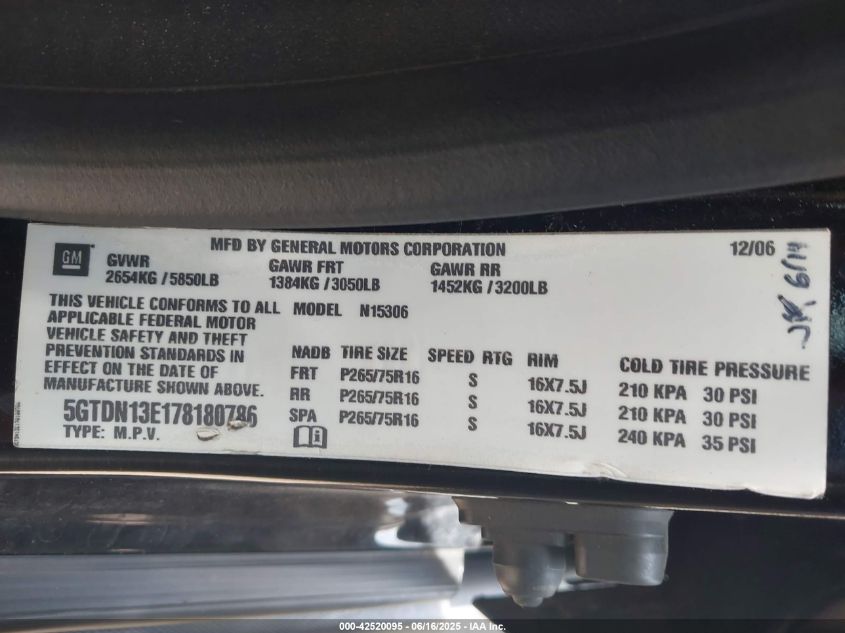 GM
MFD BY GENERAL MOTORS CORPORATION
12/06
GVWR
2654KG / 5850LB
GAWR FRT
1384KG / 3050LB
GAWR RR
1452KG / 3200LB
THIS VEHICLE CONFORMS TO ALL
APPLICABLE FEDERAL MOTOR
VEHICLE SAFETY AND THEFT
PREVENTION STANDARDS IN
EFFECT ON THE DATE OF
MANUFACTURE SHOWN ABOVE.
5GTDN13E178180786
TYPE: M.P.V.
MODEL N15306
NADB TIRE SIZE SPEED RTG RIM COLD TIRE PRESSURE
FRT P265/75R16 S 16X7.5J 210 KPA 30 PSI
RR P265/75R16 S 16X7.5J 210 KPA 30 PSI
SPA P265/75R16 S 16X7.5J 240 KPA 35 PSI
000-42520095 - 06/16/2025 - IAA Inc.